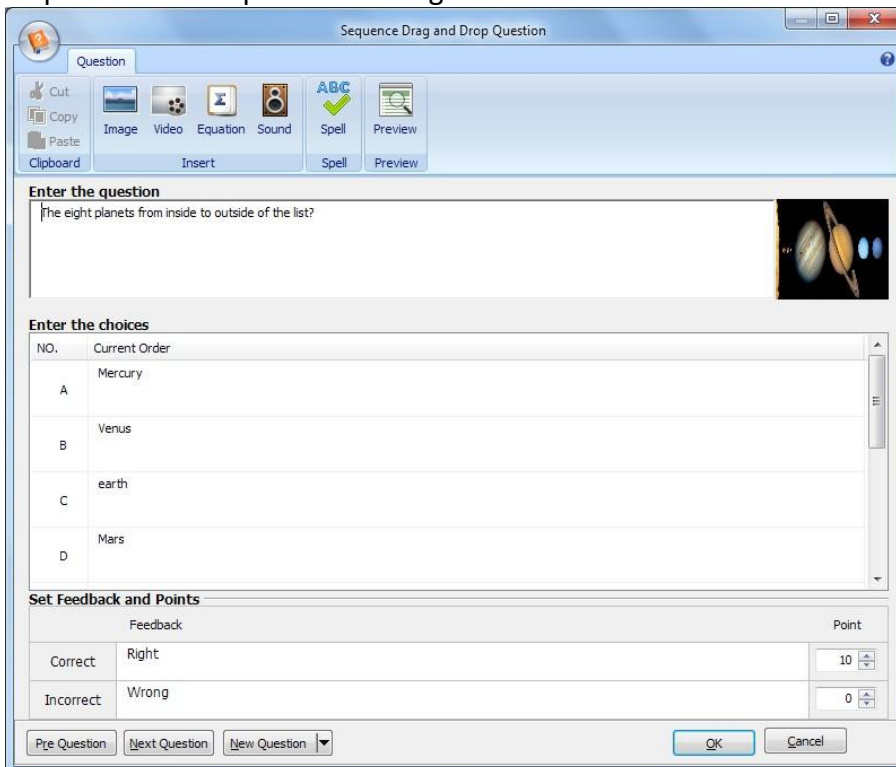 Sequence Drag and Drop Question
Question
Cut
Copy
Paste
Image Video Equation Sound
ABC
Spell
Preview
Clipboard Insert Spell Preview
Enter the question
The eight planets from inside to outside of the list?
Enter the choices
NO. Current Order
A Mercury
B Venus
C earth
D Mars
Set Feedback and Points
Feedback Point
Correct Right 10
Incorrect Wrong 0
Pre Question Next Question New Question OK Cancel